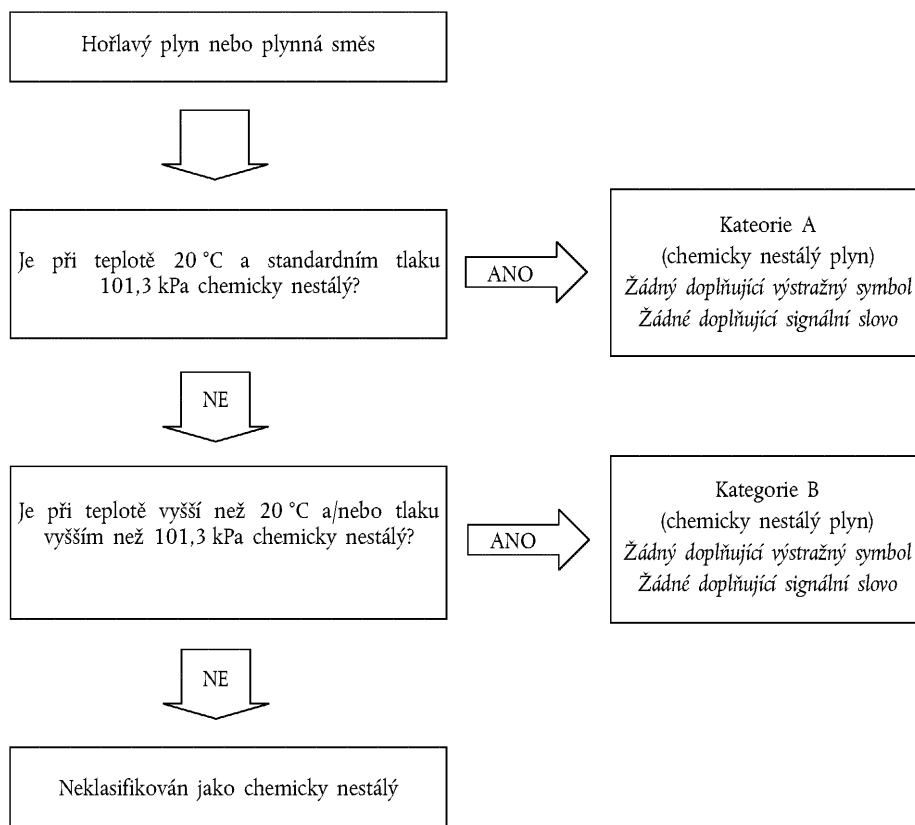 Hořlavý plyn nebo plynná směs
Je při teplotě 20 °C a standardním tlaku
101,3 kPa chemicky nestálý?
ANO
Kateorie A
(chemicky nestálý plyn)
Žádný doplňující výstražný symbol
Žádné doplňující signální slovo
NE
Je při teplotě vyšší než 20 °C a/nebo tlaku
vyšším než 101,3 kPa chemicky nestálý?
ANO
Kategorie B
(chemicky nestálý plyn)
Žádný doplňující výstražný symbol
Žádné doplňující signální slovo
NE
Neklasifikován jako chemicky nestálý